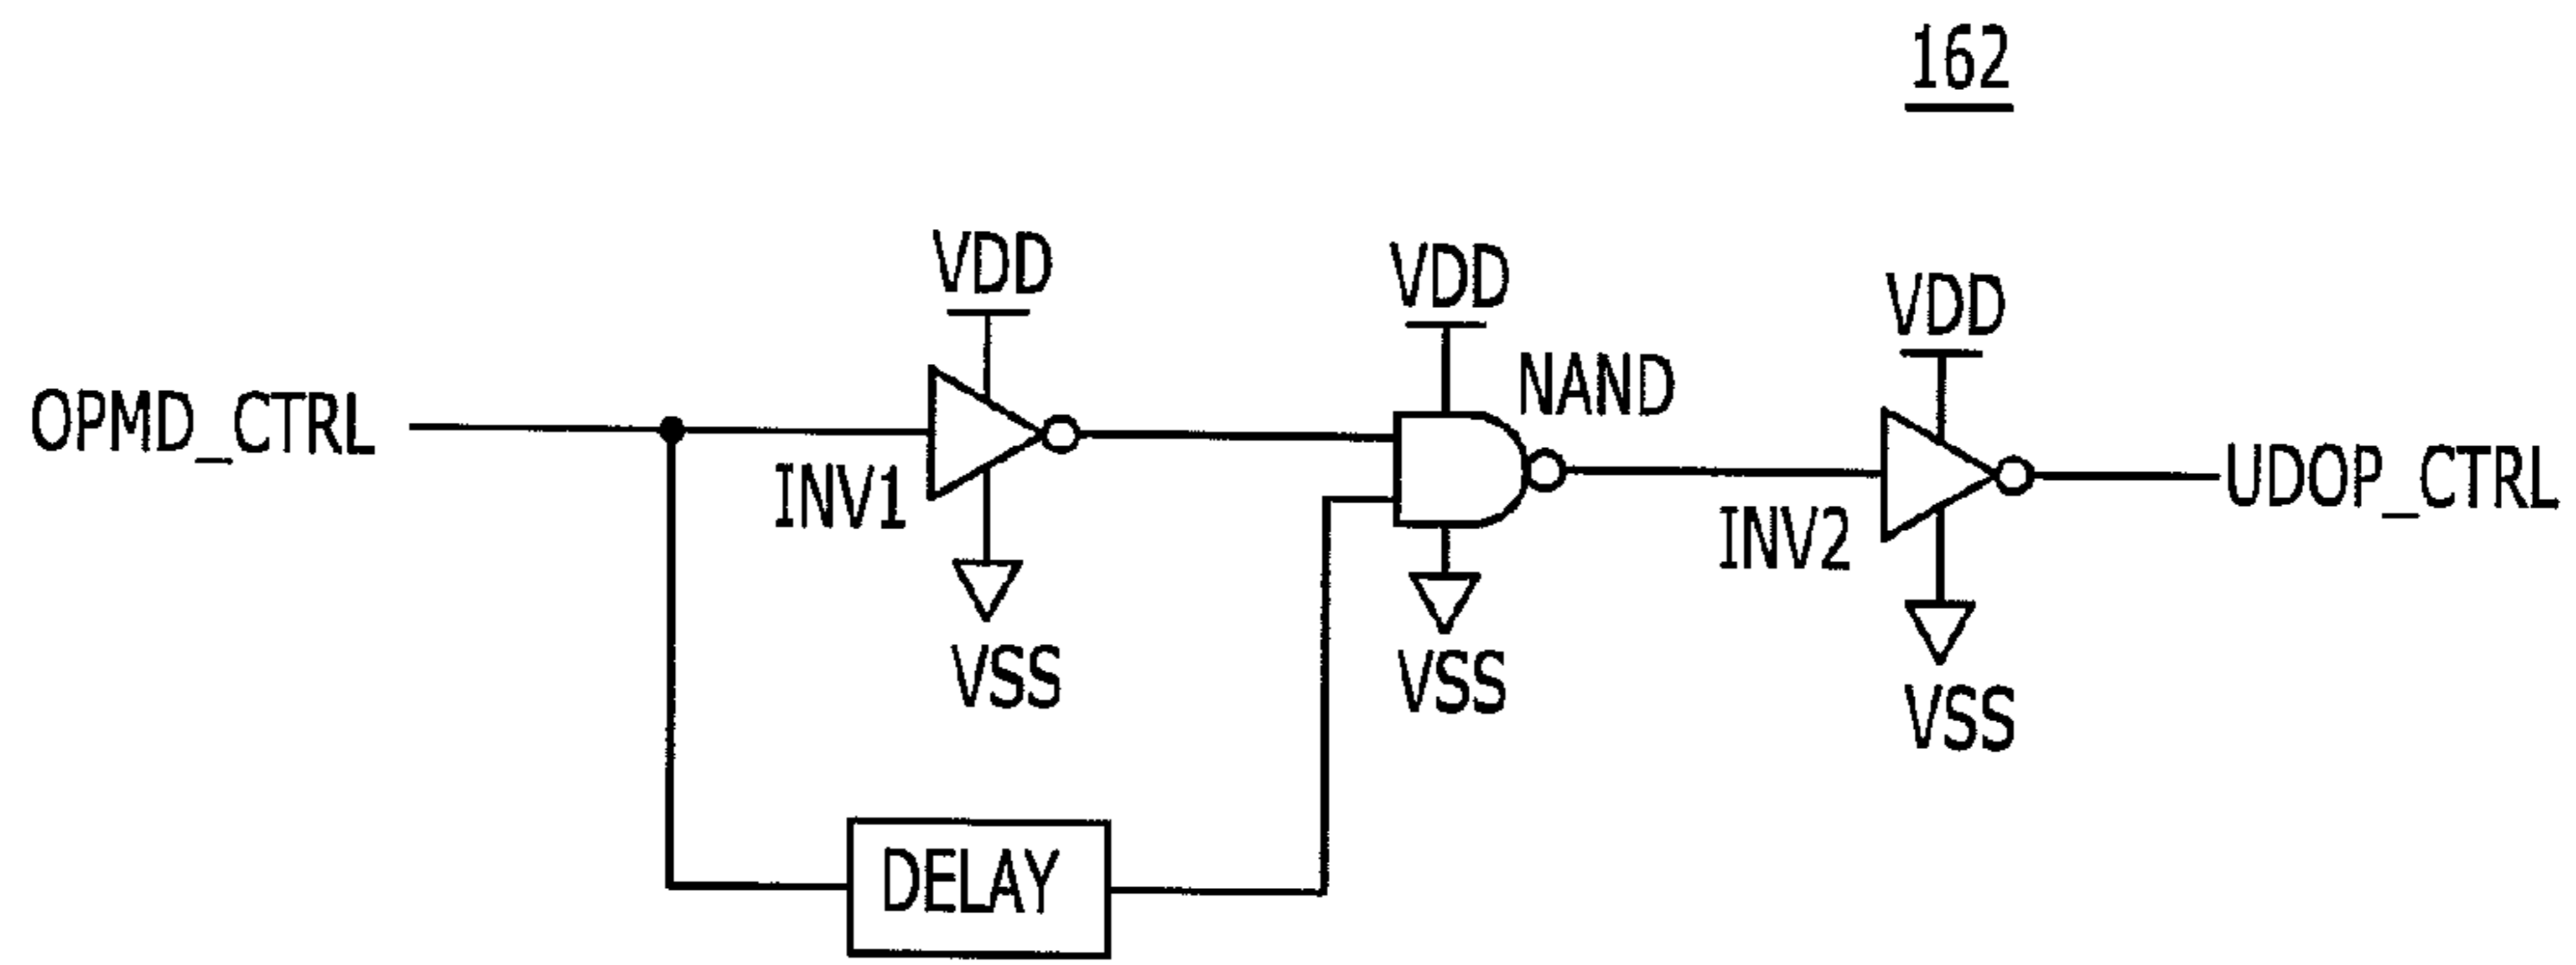 162
VDD
VDD
VDD
NAND
OPMD_CTRL
INV1
UDOP_CTRL
INV2
VSS
VSS
VSS
DELAY